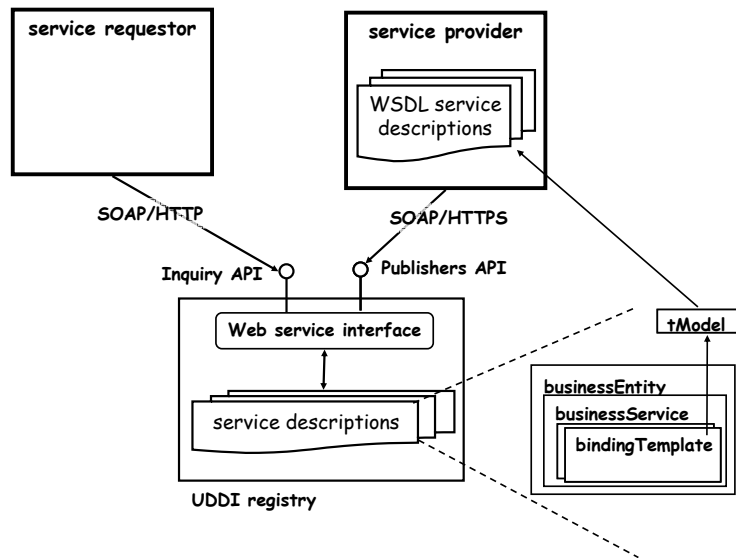 service requestor
service provider
WSDL service
descriptions
SOAP/HTTP
SOAP/HTTPS
Inquiry API
Publishers API
Web service interface
service descriptions
UDDI registry
tModel
businessEntity
businessService
bindingTemplate